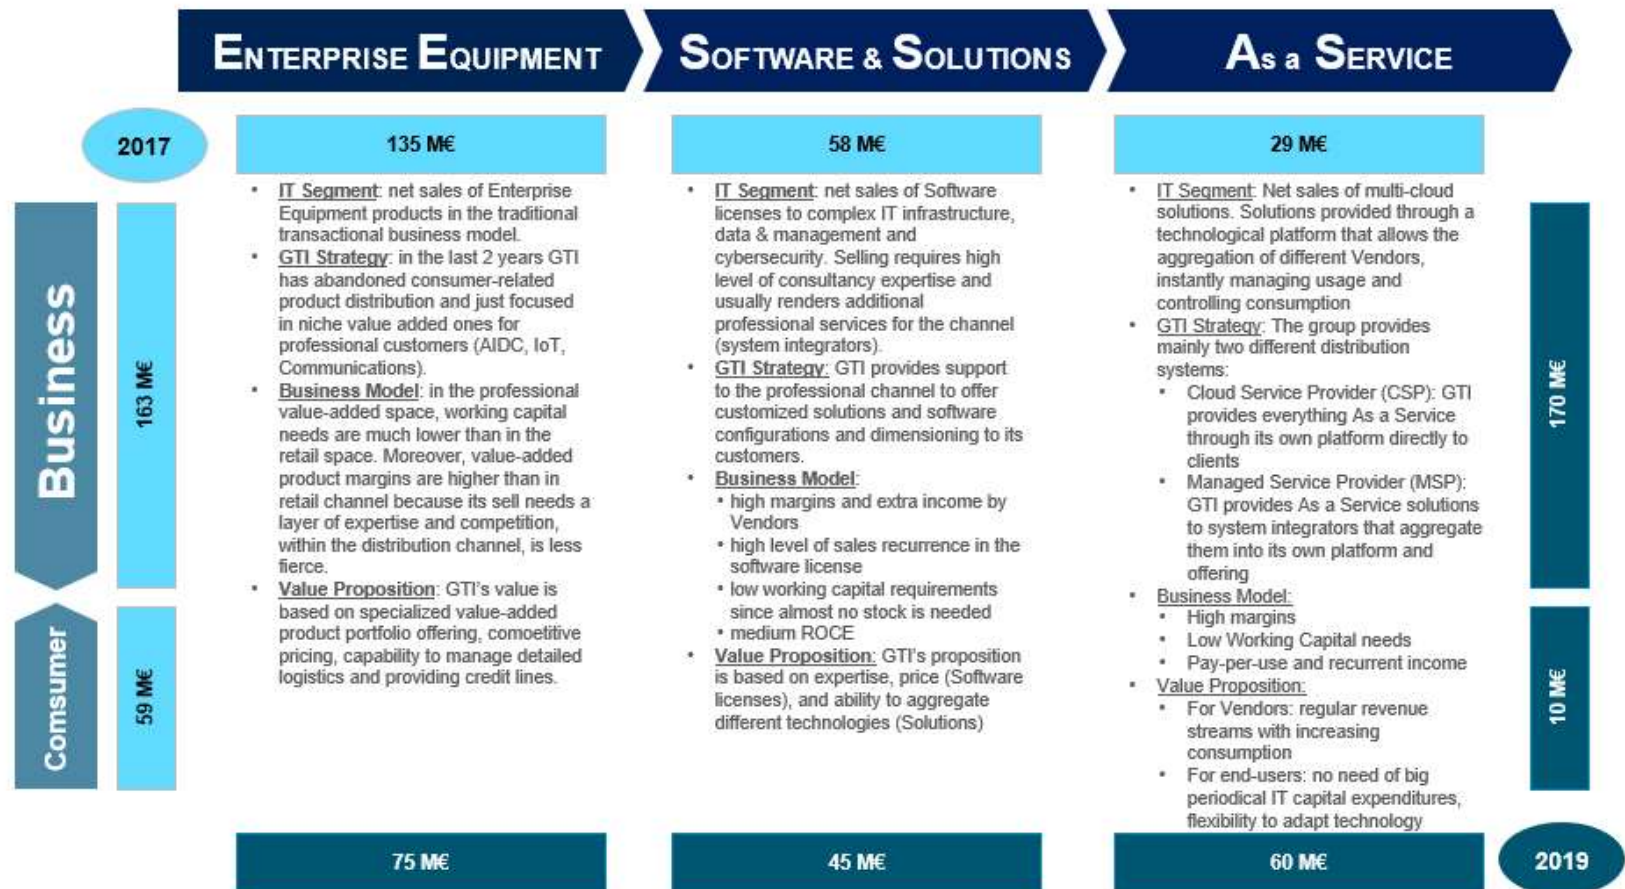 ENTERPRISE EQUIPMENT
SOFTWARE & SOLUTIONS
As a SERVICE
2017
135 M€
58 M€
29 M€
Business
163 M€
Comsumer
59 M€
• IT Segment: net sales of Enterprise
Equipment products in the traditional
transactional business model.
• GTI Strategy: in the last 2 years GTI
has abandoned consumer-related
product distribution and just focused
in niche value added ones for
professional customers (AIDC, IoT,
Communications).
• Business Model: in the professional
value-added space, working capital
needs are much lower than in the
retail space. Moreover, value-added
product margins are higher than in
retail channel because its sell needs a
layer of expertise and competition,
within the distribution channel, is less
fierce.
• Value Proposition: GTI's value is
based on specialized value-added
product portfolio offering, comoetitive
pricing, capability to manage detailed
logistics and providing credit lines.
• IT Segment: net sales of Software
licenses to complex IT infrastructure,
data & management and
cybersecurity. Selling requires high
level of consultancy expertise and
usually renders additional
professional services for the channel
(system integrators).
• GTI Strategy: GTI provides support
to the professional channel to offer
customized solutions and software
configurations and dimensioning to its
customers.
• Business Model:
• high margins and extra income by
Vendors
• high level of sales recurrence in the
software license
• low working capital requirements
since almost no stock is needed
• medium ROCE
• Value Proposition: GTI's proposition
is based on expertise, price (Software
licenses), and ability to aggregate
different technologies (Solutions)
• IT Segment: Net sales of multi-cloud
solutions. Solutions provided through a
technological platform that allows the
aggregation of different Vendors,
instantly managing usage and
controlling consumption
• GTI Strategy: The group provides
mainly two different distribution
systems:
• Cloud Service Provider (CSP): GTI
provides everything As a Service
through its own platform directly to
clients
• Managed Service Provider (MSP):
GTI provides As a Service solutions
to system integrators that aggregate
them into its own platform and
offering
• Business Model:
• High margins
• Low Working Capital needs
• Pay-per-use and recurrent income
• Value Proposition:
• For Vendors: regular revenue
streams with increasing
consumption
• For end-users: no need of big
periodical IT capital expenditures,
flexibility to adapt technology
170 M€
10 M€
75 M€
45 M€
60 M€
2019